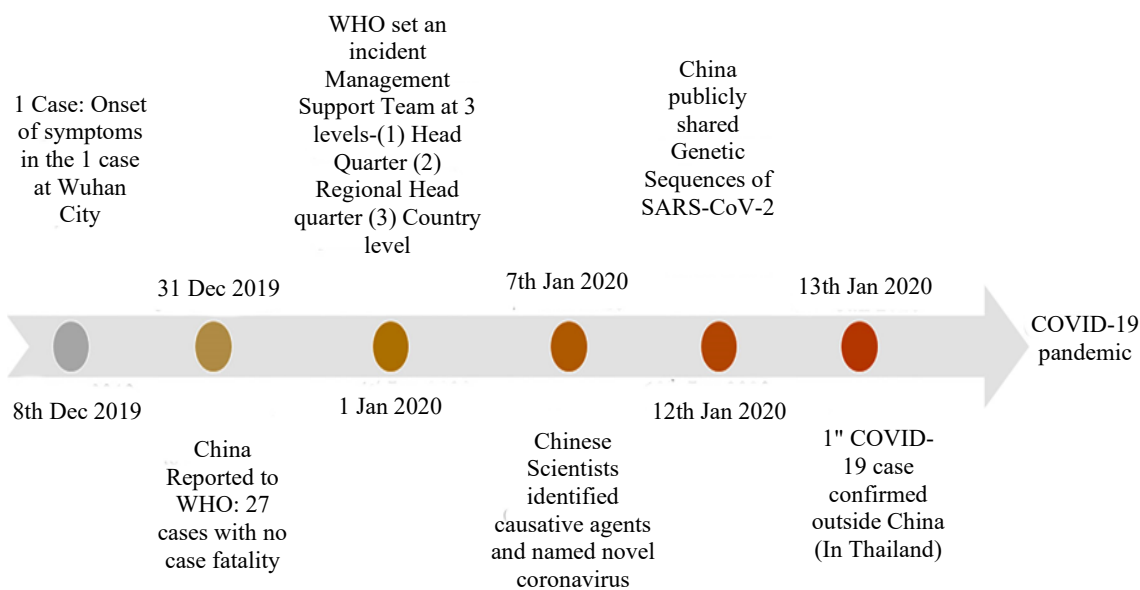 1 Case: Onset
of symptoms
in the 1 case
at Wuhan
City
8th Dec 2019
31 Dec 2019
China
Reported to
WHO: 27
cases with no
case fatality
WHO set an
incident
Management
Support Team at 3
levels-(1) Head
Quarter (2)
Regional Head
quarter (3) Country
level
1 Jan 2020
7th Jan 2020
Chinese
Scientists
identified
causative agents
and named novel
coronavirus
China
publicly
shared
Genetic
Sequences of
SARS-CoV-2
12th Jan 2020
13th Jan 2020
1" COVID-
19 case
confirmed
outside China
(In Thailand)
COVID-19
pandemic